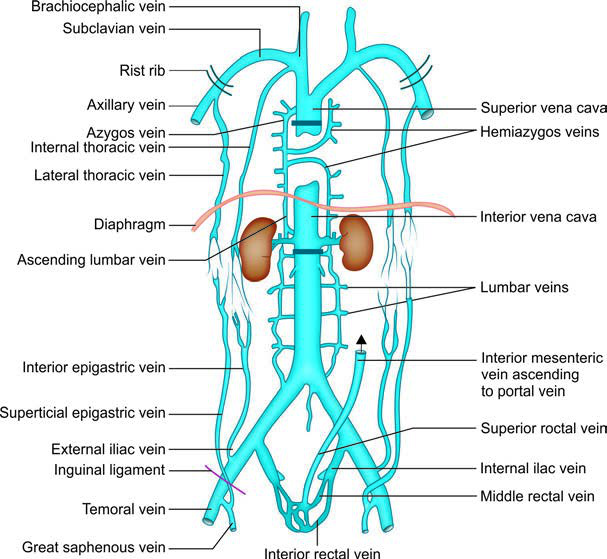 Brachiocephalic vein
Subclavian vein
Rist rib
Axillary vein
Azygos vein
Internal thoracic vein
Lateral thoracic vein
Diaphragm
Ascending lumbar vein
Interior epigastric vein
Superticial epigastric vein
External iliac vein
Inguinal ligament
Temoral vein
Great saphenous vein
Superior vena cava
Hemiazygos veins
Interior vena cava
Lumbar veins
Interior mesenteric
vein ascending
to portal vein
Superior roctal vein
Internal ilac vein
Middle rectal vein
Interior rectal vein